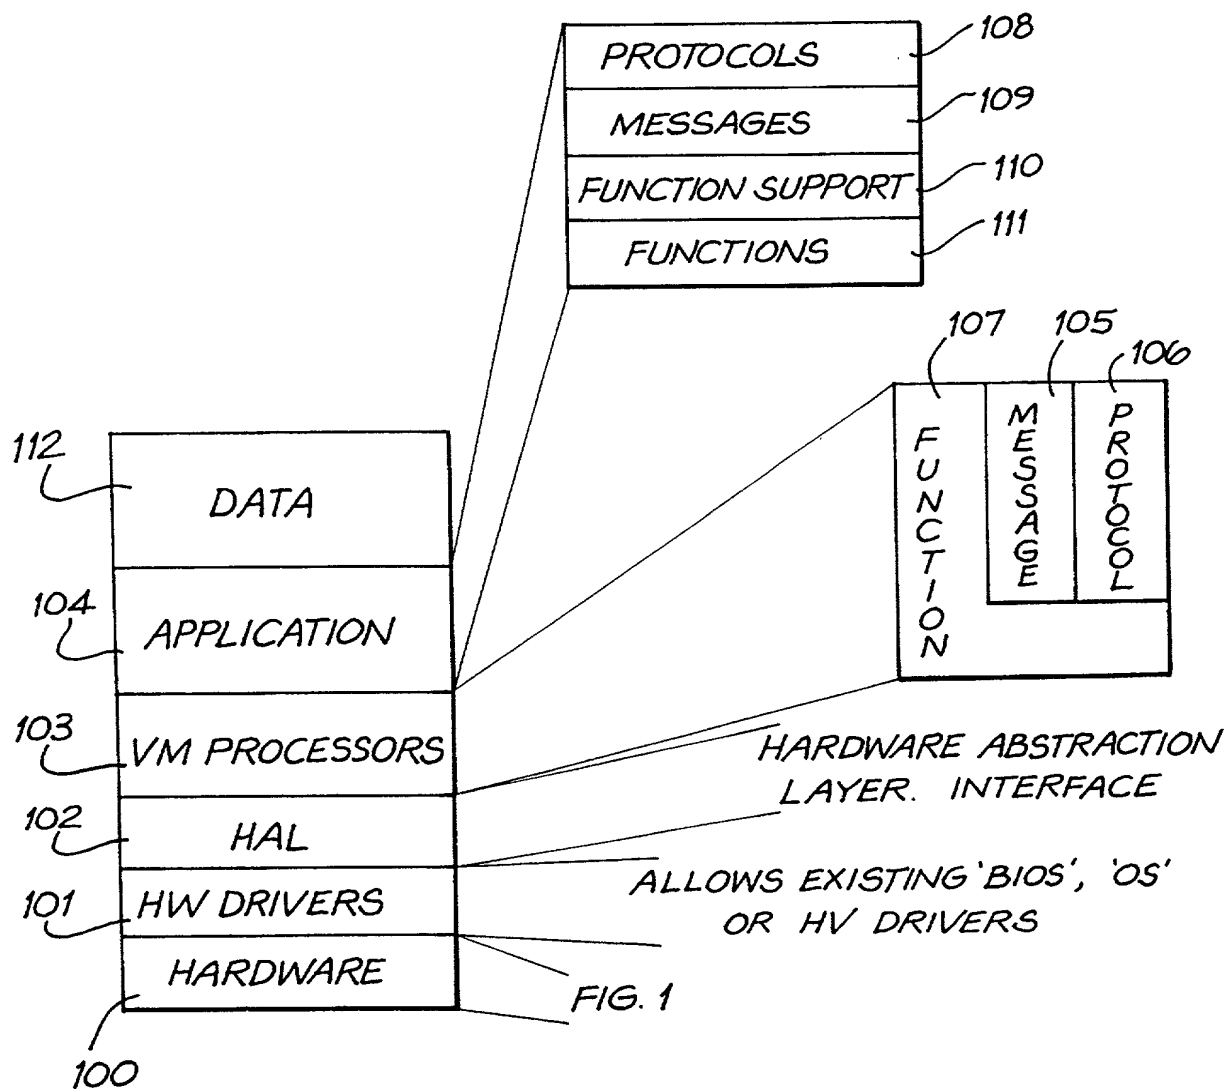 108
PROTOCOLS
109
MESSAGES
110
FUNCTION SUPPORT
111
FUNCTIONS
107
105
106
FUNCTION
MESSAGE
PROTOCOL
112
DATA
104
APPLICATION
103
VM PROCESSORS
HARDWARE ABSTRACTION
LAYER. INTERFACE
102
HAL
ALLOWS EXISTING 'BIOS', 'OS'
OR HV DRIVERS
101
HW DRIVERS
HARDWARE
FIG. 1
100